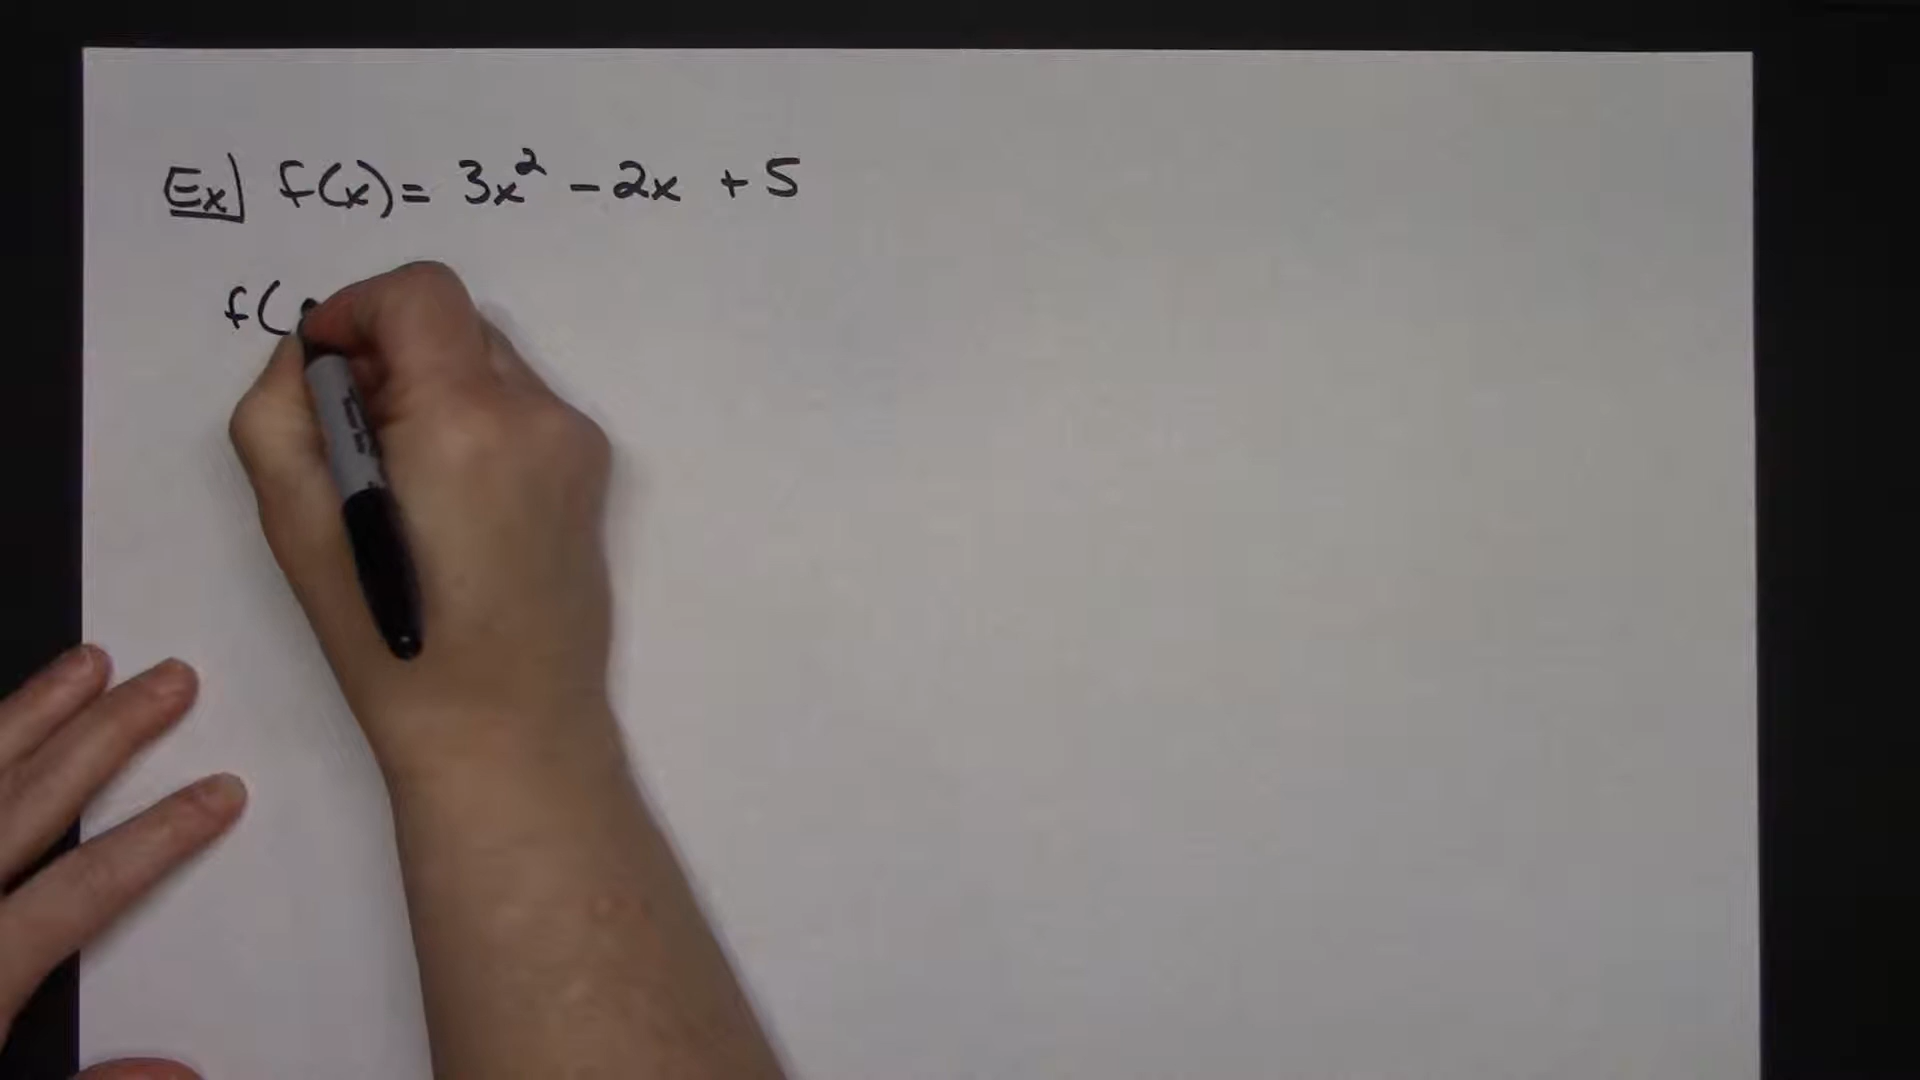 Ex] f(x) = 3x² - 2x + 5
f(